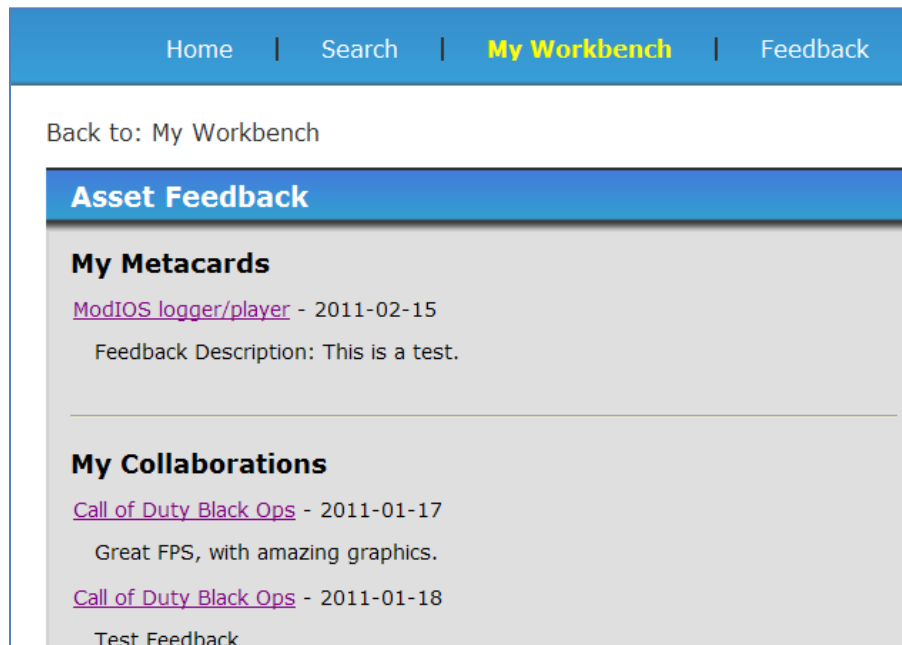 Home | Search | My Workbench | Feedback
Back to: My Workbench
Asset Feedback
My Metacards
ModIOS logger/player - 2011-02-15
Feedback Description: This is a test.
My Collaborations
Call of Duty Black Ops - 2011-01-17
Great FPS, with amazing graphics.
Call of Duty Black Ops - 2011-01-18
Test Feedback